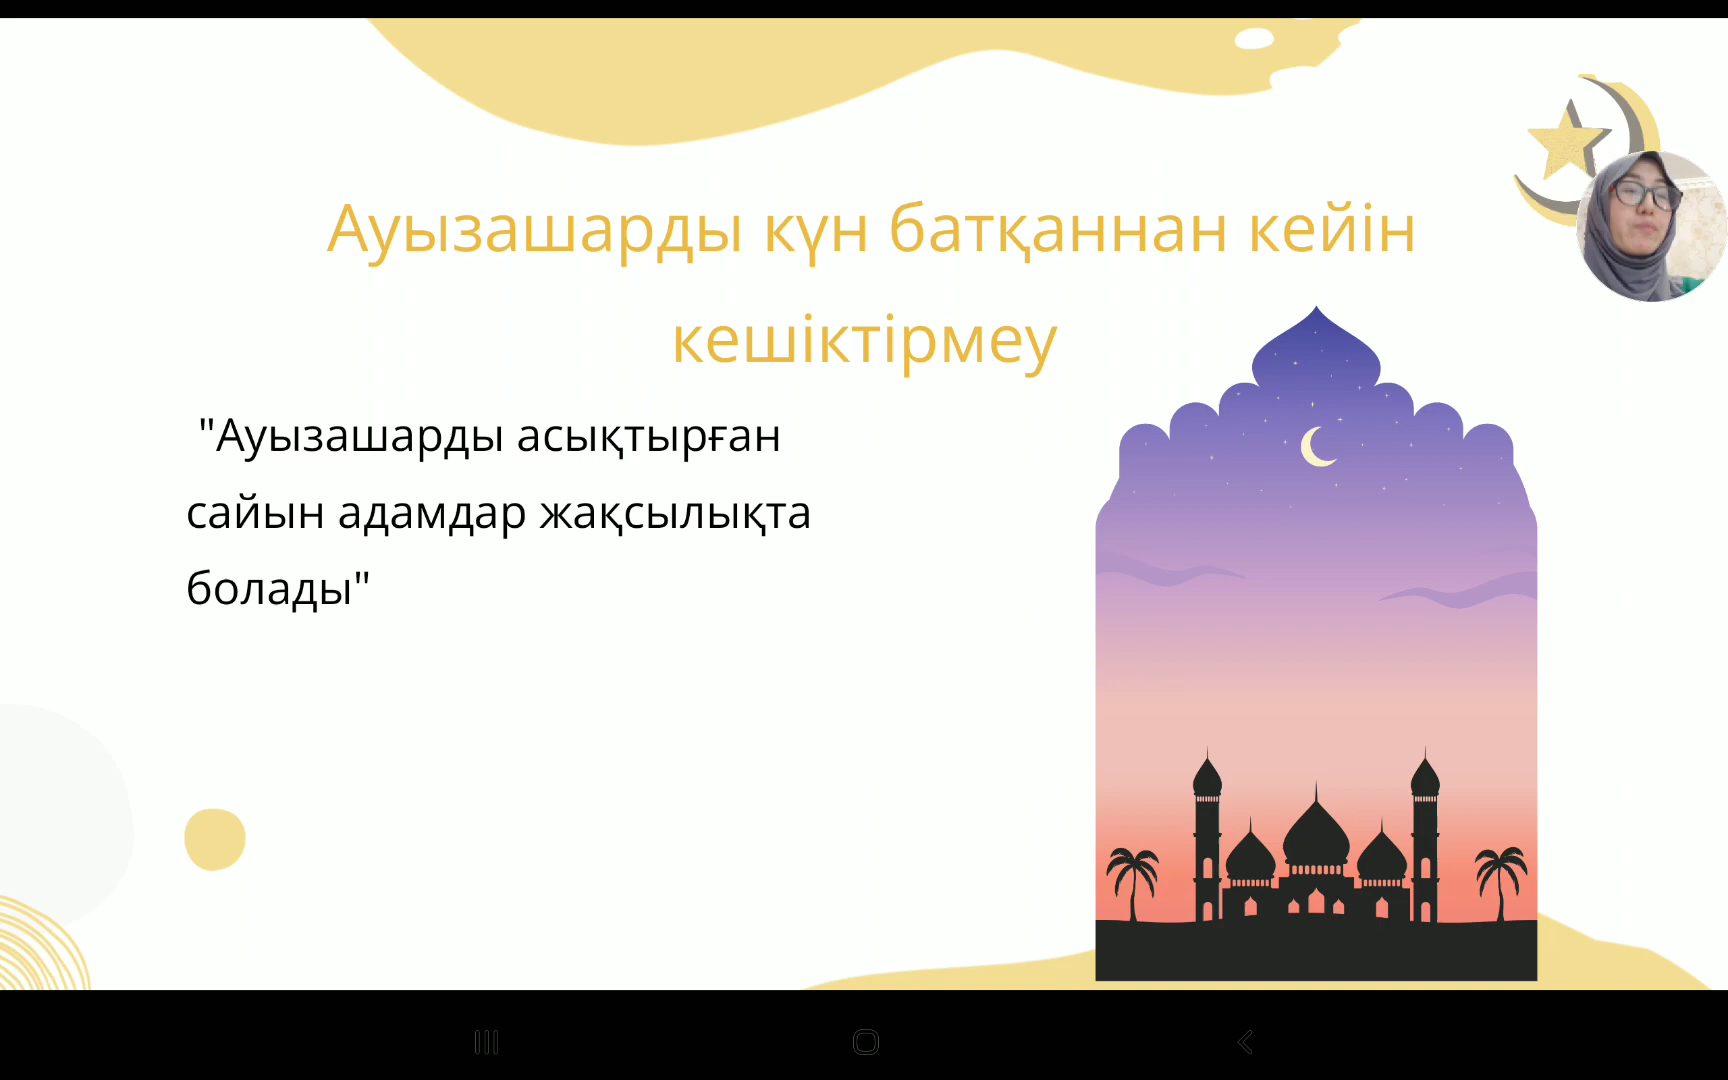 Ауызашарды күн батқаннан кейін
кешіктірмеу
"Ауызашарды асықтырған
сайын адамдар жақсылықта
болады"